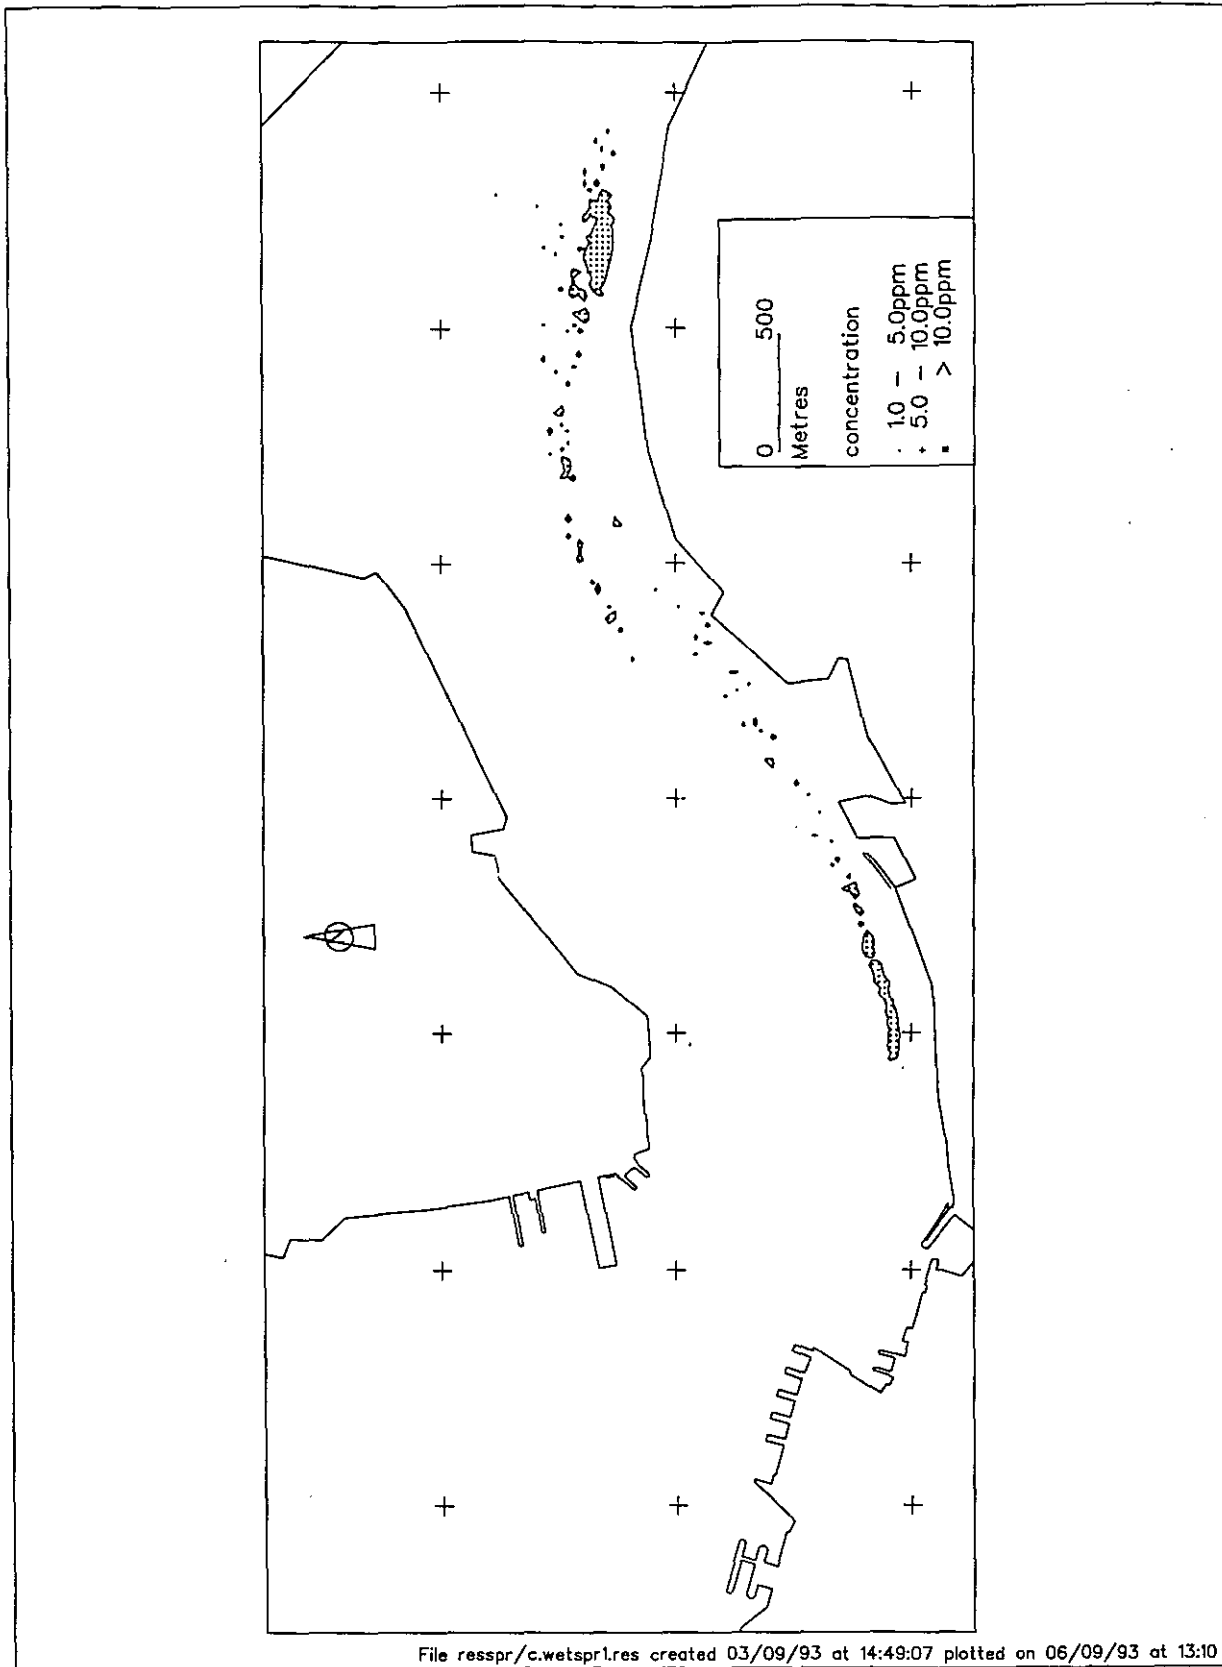 0 500
Metres
concentration
· 1.0 — 5.0ppm
+ 5.0 — 10.0ppm
▪ > 10.0ppm
File resspr/c.wetspr1.res created 03/09/93 at 14:49:07 plotted on 06/09/93 at 13:10